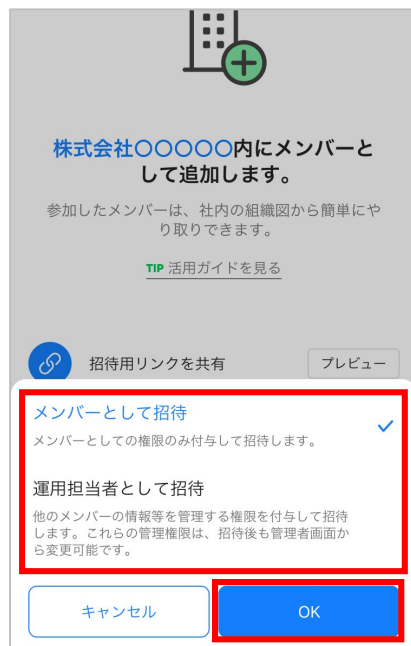 株式会社〇〇〇〇〇内にメンバーと
して追加します。
参加したメンバーは、社内の組織図から簡単にや
り取りできます。
TIP 活用ガイドを見る
招待用リンクを共有
プレビュー
メンバーとして招待
メンバーとしての権限のみ付与して招待します。
運用担当者として招待
他のメンバーの情報等を管理する権限を付与して招待
します。これらの管理権限は、招待後も管理者画面か
ら変更可能です。
キャンセル
OK